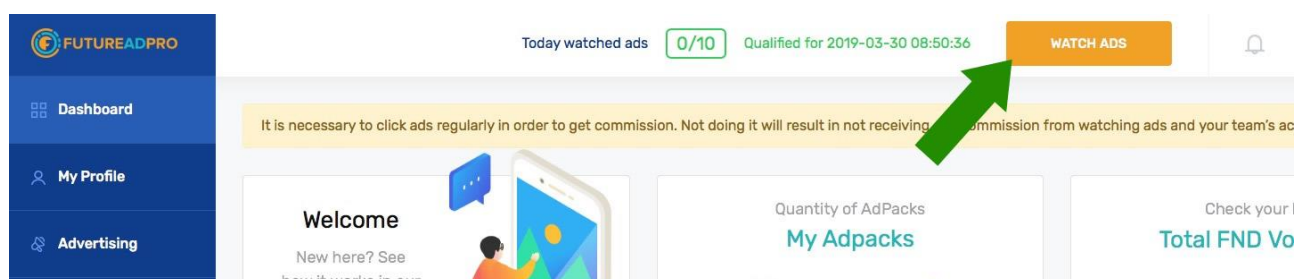 FUTUREADPRO
Today watched ads 0/10 Qualified for 2019-03-30 08:50:36 WATCH ADS
Dashboard
It is necessary to click ads regularly in order to get commission. Not doing it will result in not receiving commission from watching ads and your team's ac
My Profile
Welcome
New here? See
Quantity of AdPacks
My Adpacks
Check your
Total FND Vo
Advertising